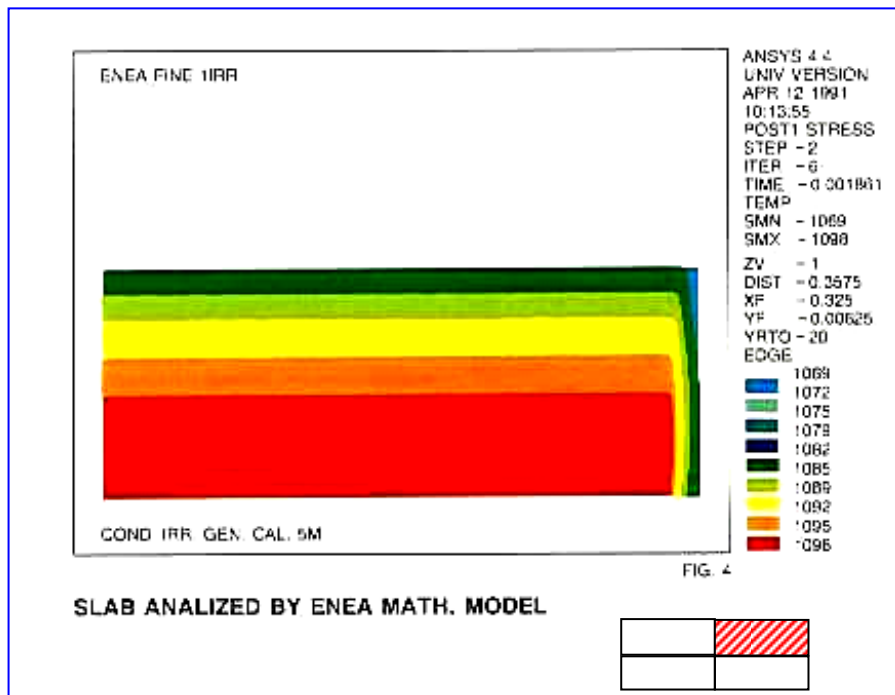 ENEA FINE 1IRR
ANSYS 4.4
UNIV VERSION
APR 12 1991
10:13:55
POST1 STRESS
STEP =2
ITER =6
TIME =0.001861
TEMP
SMN =1069
SMX =1098
ZV =1
DIST =0.3575
XF =0.325
YF =0.00625
YRTO =20
EDGE
1069
1072
1075
1079
1082
1085
1089
1092
1095
1098
COND IRR. GEN. CAL. 5M
FIG. 4
SLAB ANALIZED BY ENEA MATH. MODEL